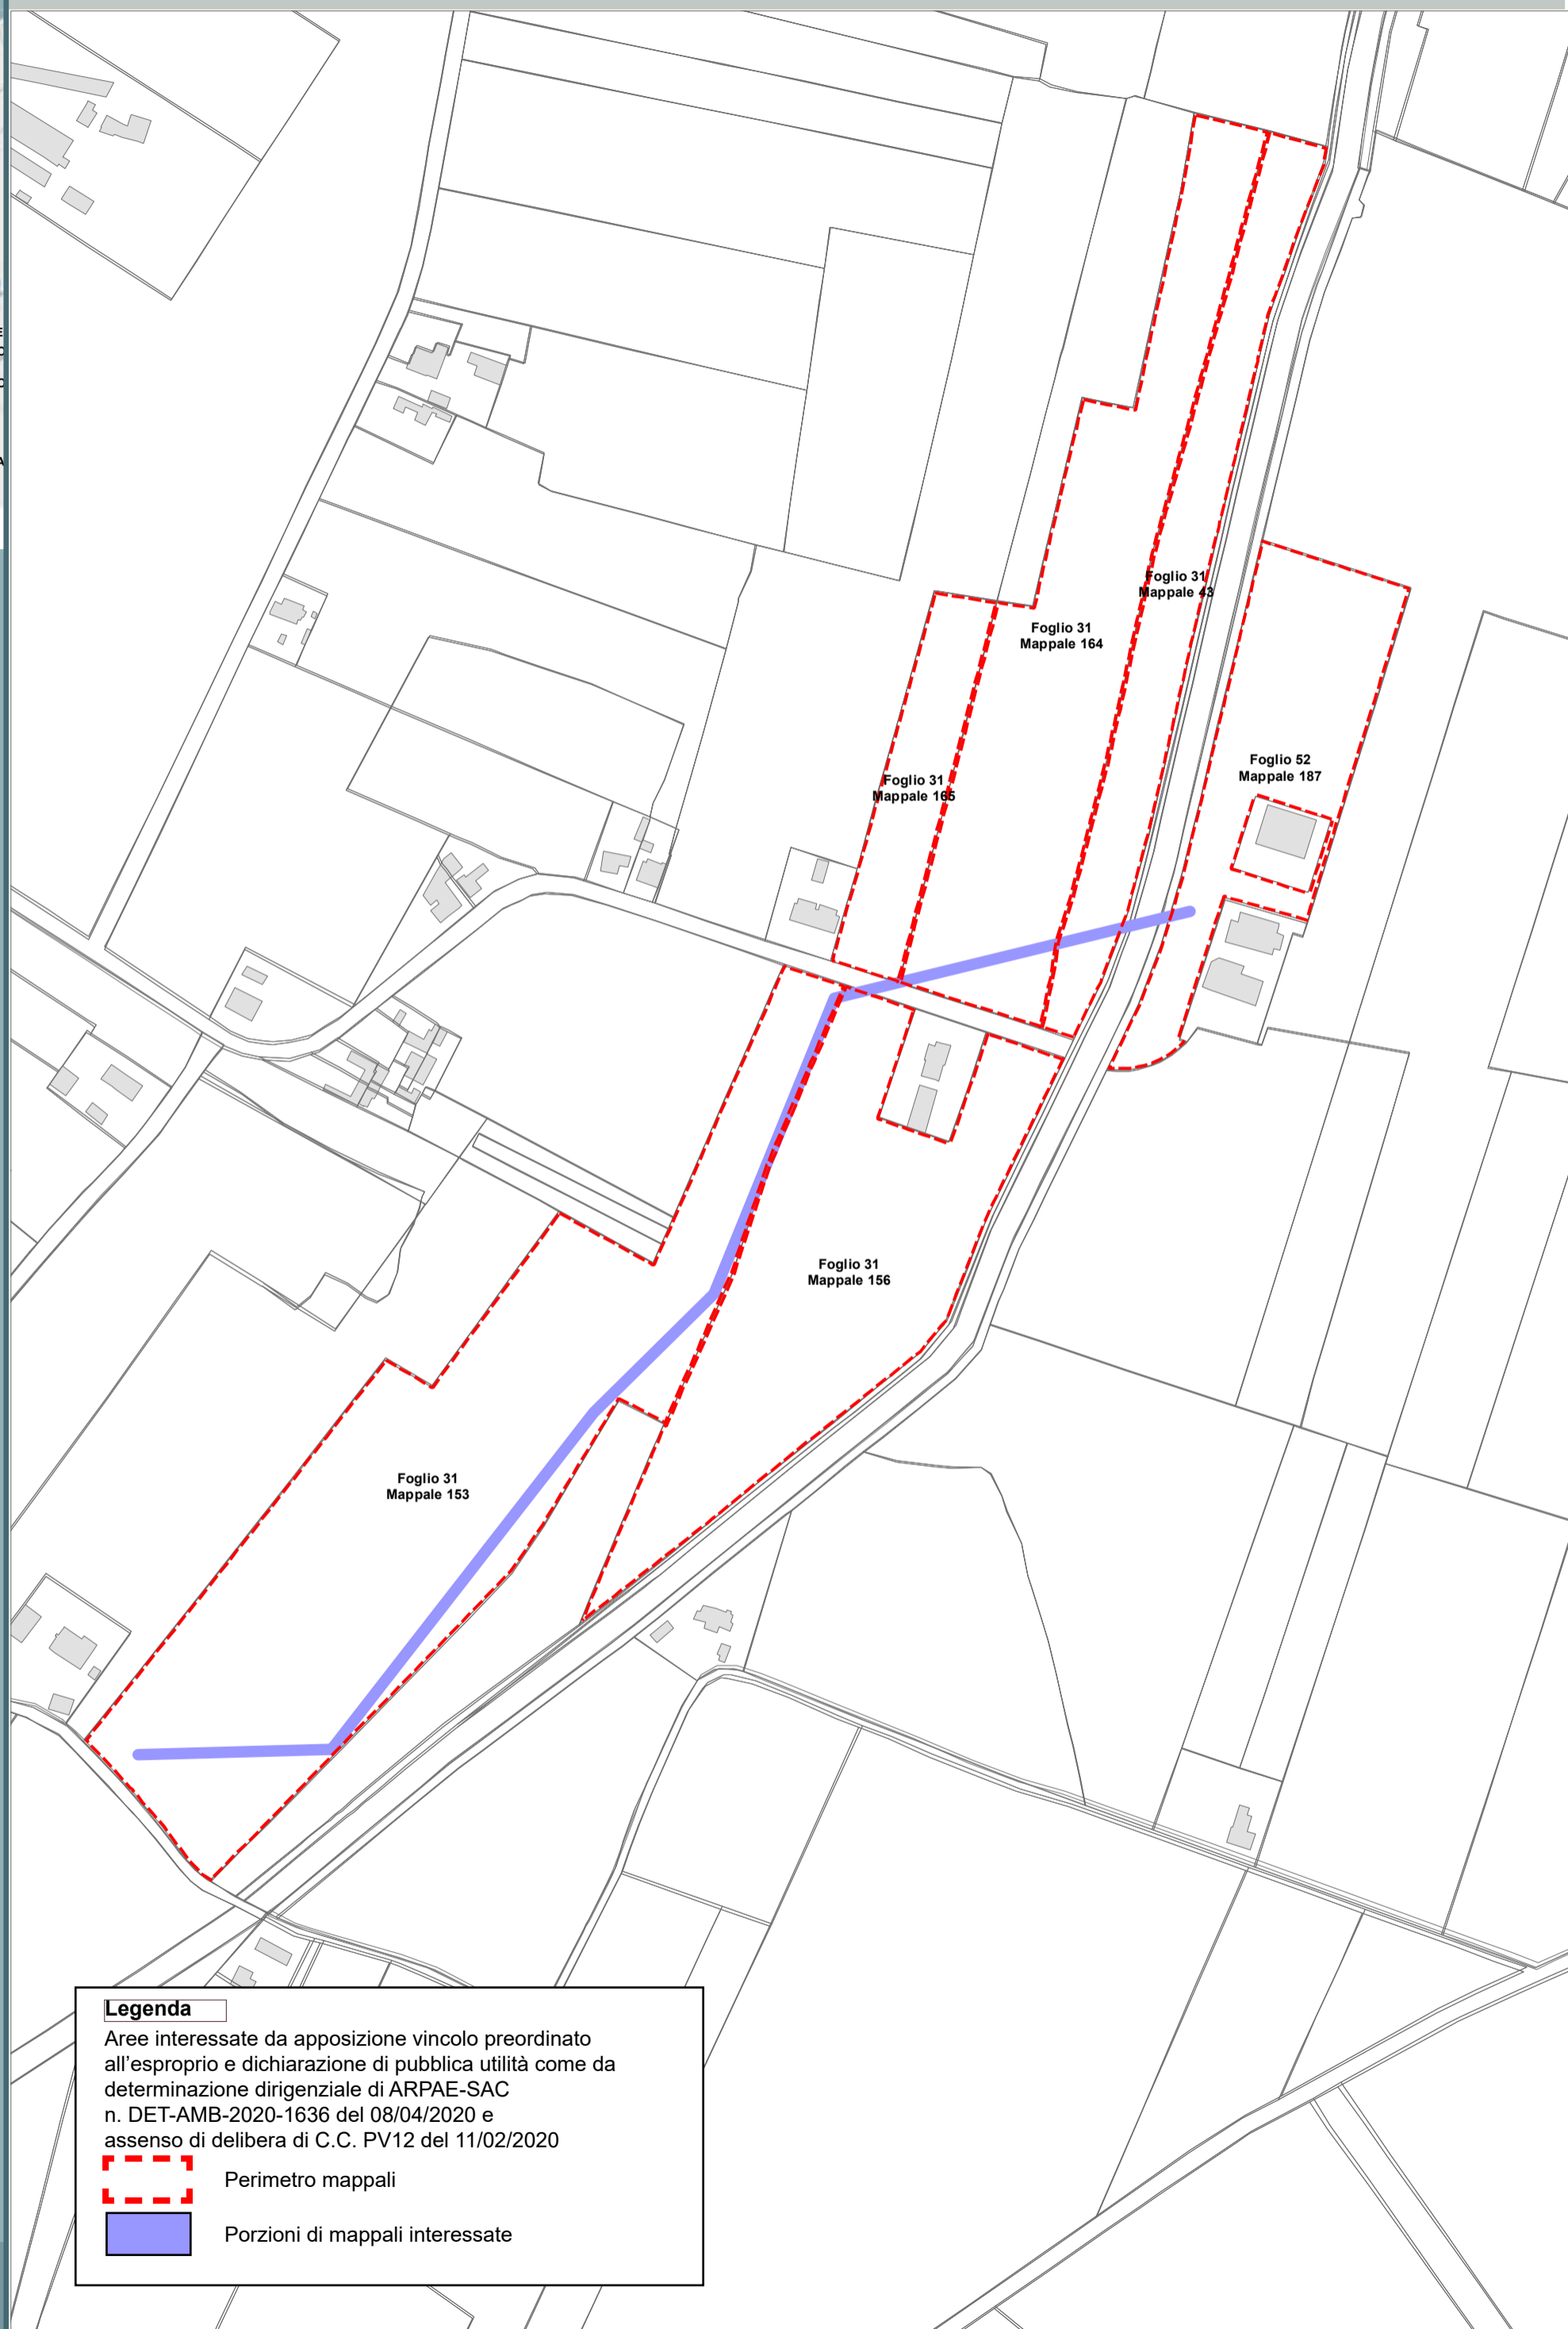 Foglio 31
Mappale 43
Foglio 31
Mappale 164
Foglio 52
Mappale 187
Foglio 31
Mappale 165
Foglio 31
Mappale 156
Foglio 31
Mappale 153
Legenda
Aree interessate da apposizione vincolo preordinato
all'esproprio e dichiarazione di pubblica utilità come da
determinazione dirigenziale di ARPAE-SAC
n. DET-AMB-2020-1636 del 08/04/2020 e
assenso di delibera di C.C. PV12 del 11/02/2020
Perimetro mappali
Porzioni di mappali interessate